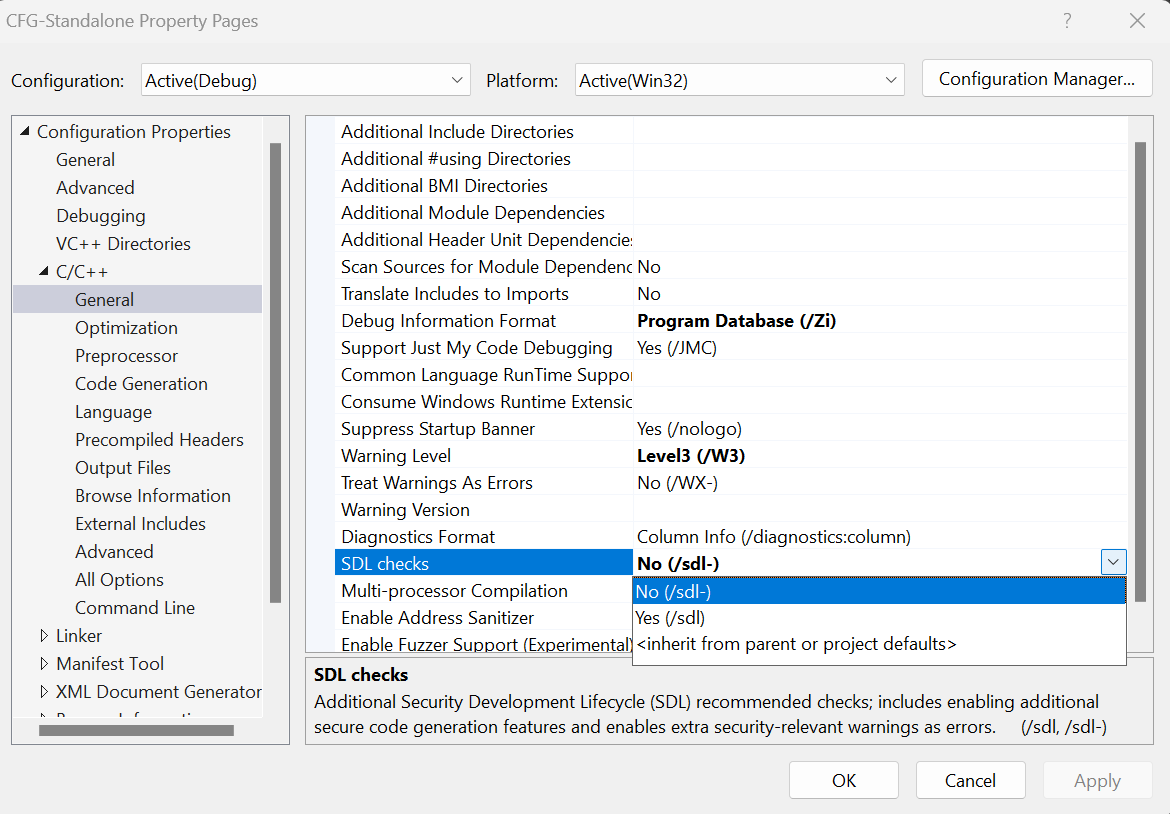 CFG-Standalone Property Pages
?
Configuration: Active(Debug) Platform: Active(Win32) Configuration Manager...
Configuration Properties
General
Advanced
Debugging
VC++ Directories
C/C++
General
Optimization
Preprocessor
Code Generation
Language
Precompiled Headers
Output Files
Browse Information
External Includes
Advanced
All Options
Command Line
Linker
Manifest Tool
XML Document Generator
Additional Include Directories
Additional #using Directories
Additional BMI Directories
Additional Module Dependencies
Additional Header Unit Dependencies
Scan Sources for Module Dependenc No
Translate Includes to Imports No
Debug Information Format Program Database (/Zi)
Support Just My Code Debugging Yes (/JMC)
Common Language RunTime Suppor
Consume Windows Runtime Extensic
Suppress Startup Banner Yes (/nologo)
Warning Level Level3 (/W3)
Treat Warnings As Errors No (/WX-)
Warning Version
Diagnostics Format Column Info (/diagnostics:column)
SDL checks No (/sdl-)
Multi-processor Compilation
Enable Address Sanitizer
Enable Fuzzer Support (Experimental)
No (/sdl-)
Yes (/sdl)
<inherit from parent or project defaults>
SDL checks
Additional Security Development Lifecycle (SDL) recommended checks; includes enabling additional
secure code generation features and enables extra security-relevant warnings as errors. (/sdl, /sdl-)
OK Cancel Apply